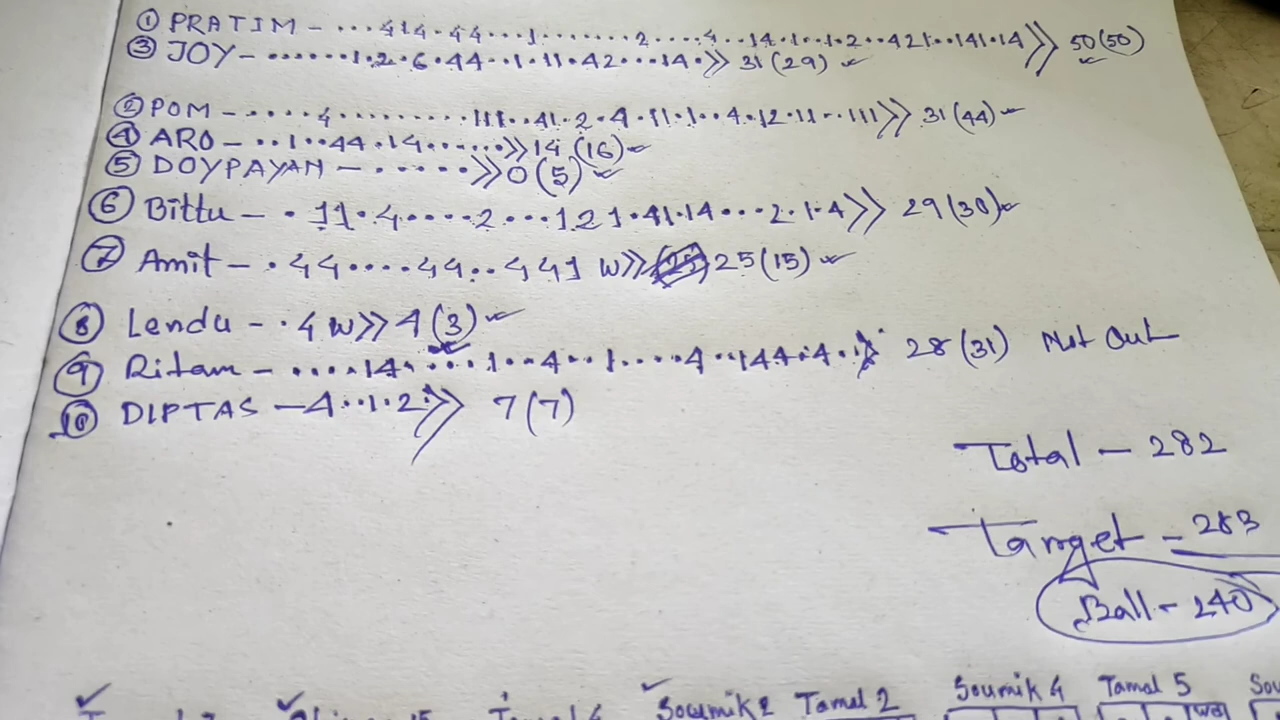 ① PRATIM - ...414.44...1........2....4..14.1..1.2..421..141.14 >> 50(50)
③ JOY - ......1.2.6.44..1.11.42...14. >> 31(29) ✓
② POM - ....4.........111..41.2.4.11.1..4.12.11..111 >> 31(44) ✓
④ ARO - ..1..44.14...... >> 14 (16) ✓
⑤ DOYPAYAN - ..... >> 0(5) ✓
⑥ Bittu - .11.4....2...121.41.14...2.1.4 >> 29(30) ✓
⑦ Amit - .44....44..441 W >> 25(15) ✓
⑧ Lendu - .4 W >> 4(3) ✓
⑨ Ritam - ....14....1..4..1....4..144.4.. 28(31) Not Out
⑩ DIPTAS - 4..1.2. >> 7(7)
Total - 282
Target - 283
Ball - 240
Soumik 2 Tamal 2 Soumik 4 Tamal 5